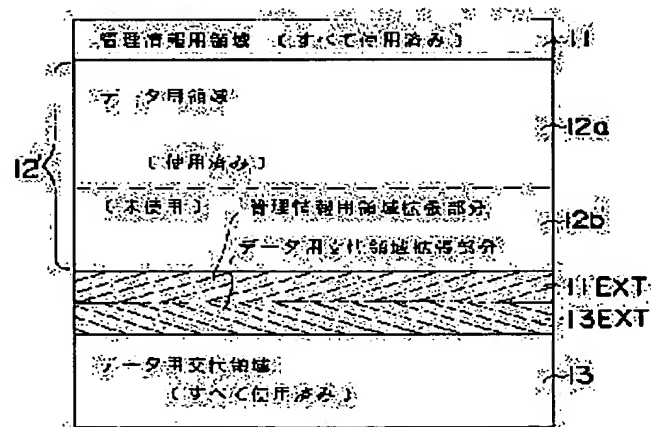 管理情報用領域 (すべて使用済み) 11
データ用領域
12a
12'
(使用済み)
(未使用) 管理情報用領域拡張部分
12b
データ用交代領域拡張部分
11EXT
13EXT
データ用交代領域
13
(すべて使用済み)